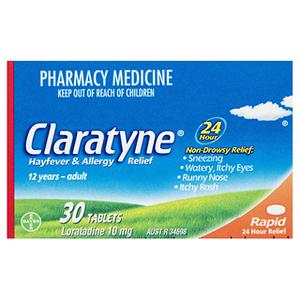 PHARMACY MEDICINE
KEEP OUT OF REACH OF CHILDREN
Claratyne®
Hayfever & Allergy Relief
12 years - adult
24
Hour
Non-Drowsy Relief:
• Sneezing
• Watery, Itchy Eyes
• Runny Nose
• Itchy Rash
30 TABLETS
Loratadine 10 mg
AUST R 34698
BAYER
Rapid
24 Hour Relief